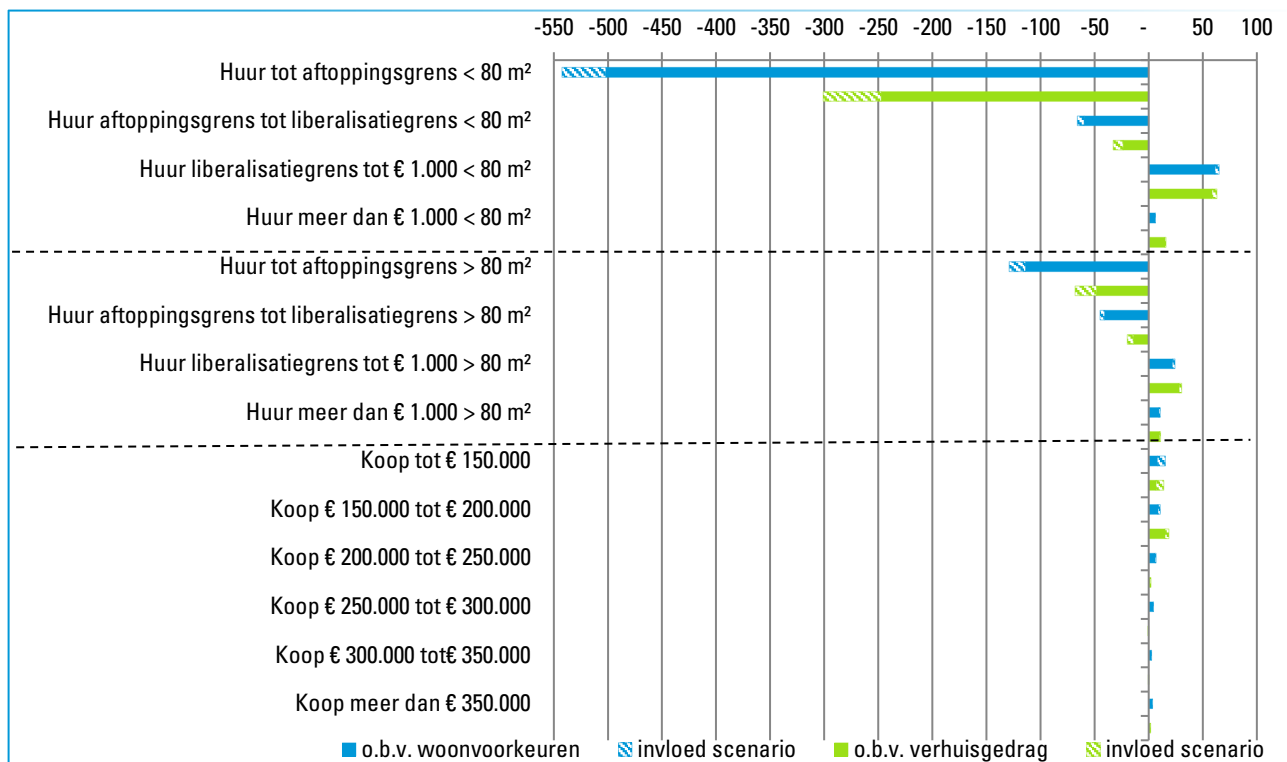 -550 -500 -450 -400 -350 -300 -250 -200 -150 -100 -50 - 50 100
Huur tot aftoppingsgrens < 80 m²
Huur aftoppingsgrens tot liberalisatiegrens < 80 m²
Huur liberalisatiegrens tot € 1.000 < 80 m²
Huur meer dan € 1.000 < 80 m²
Huur tot aftoppingsgrens > 80 m²
Huur aftoppingsgrens tot liberalisatiegrens > 80 m²
Huur liberalisatiegrens tot € 1.000 > 80 m²
Huur meer dan € 1.000 > 80 m²
Koop tot € 150.000
Koop € 150.000 tot € 200.000
Koop € 200.000 tot € 250.000
Koop € 250.000 tot € 300.000
Koop € 300.000 tot€ 350.000
Koop meer dan € 350.000
o.b.v. woonvoorkeuren invloed scenario o.b.v. verhuisgedrag invloed scenario